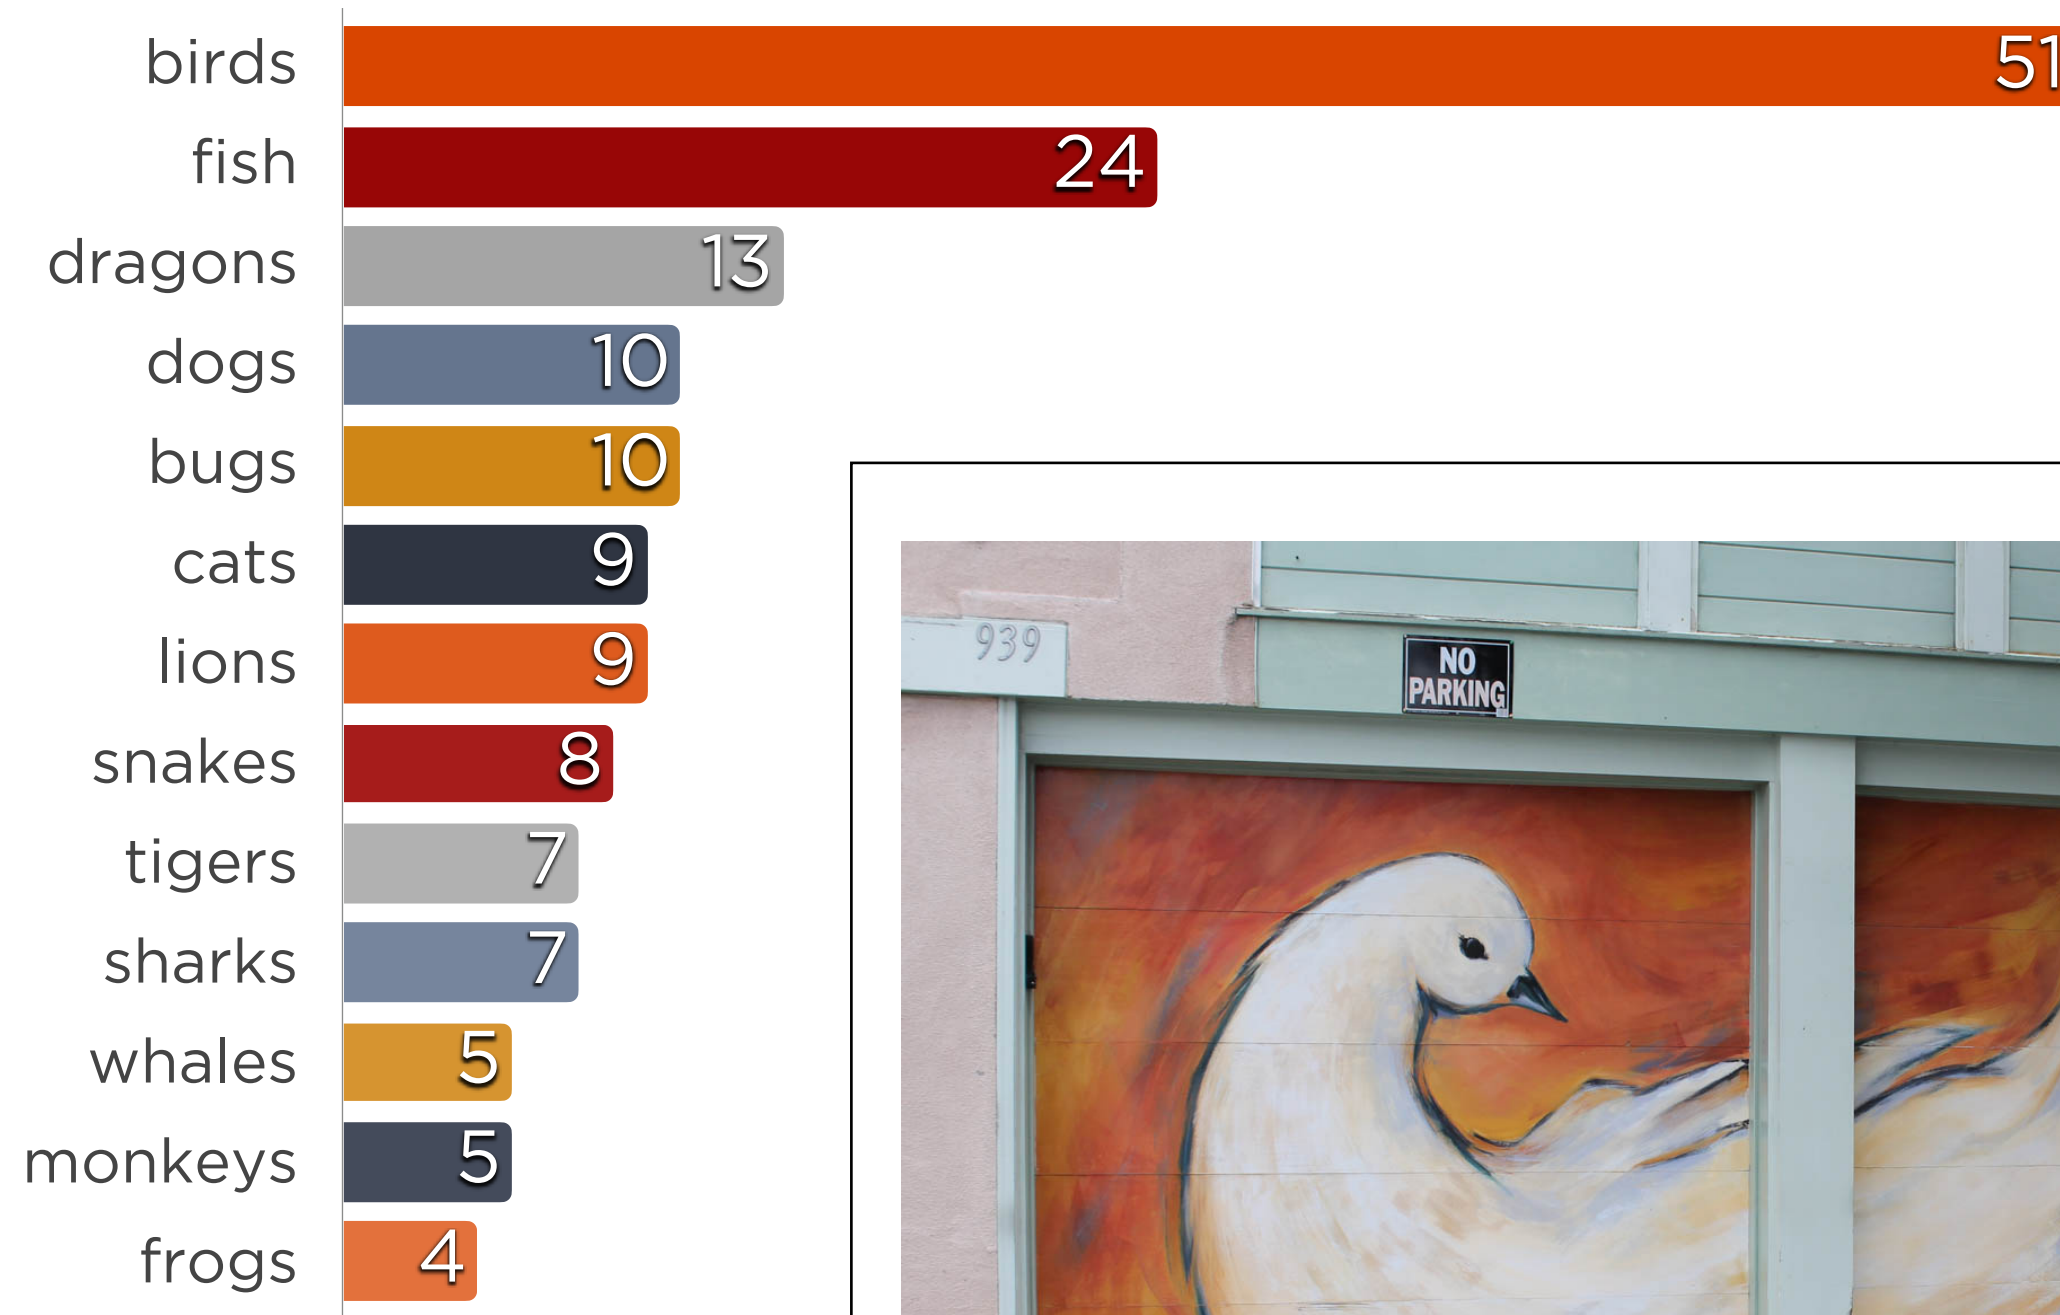 birds 51
fish 24
dragons 13
dogs 10
bugs 10
cats 9
lions 9
snakes 8
tigers 7
sharks 7
whales 5
monkeys 5
frogs 4
939
NO
PARKING